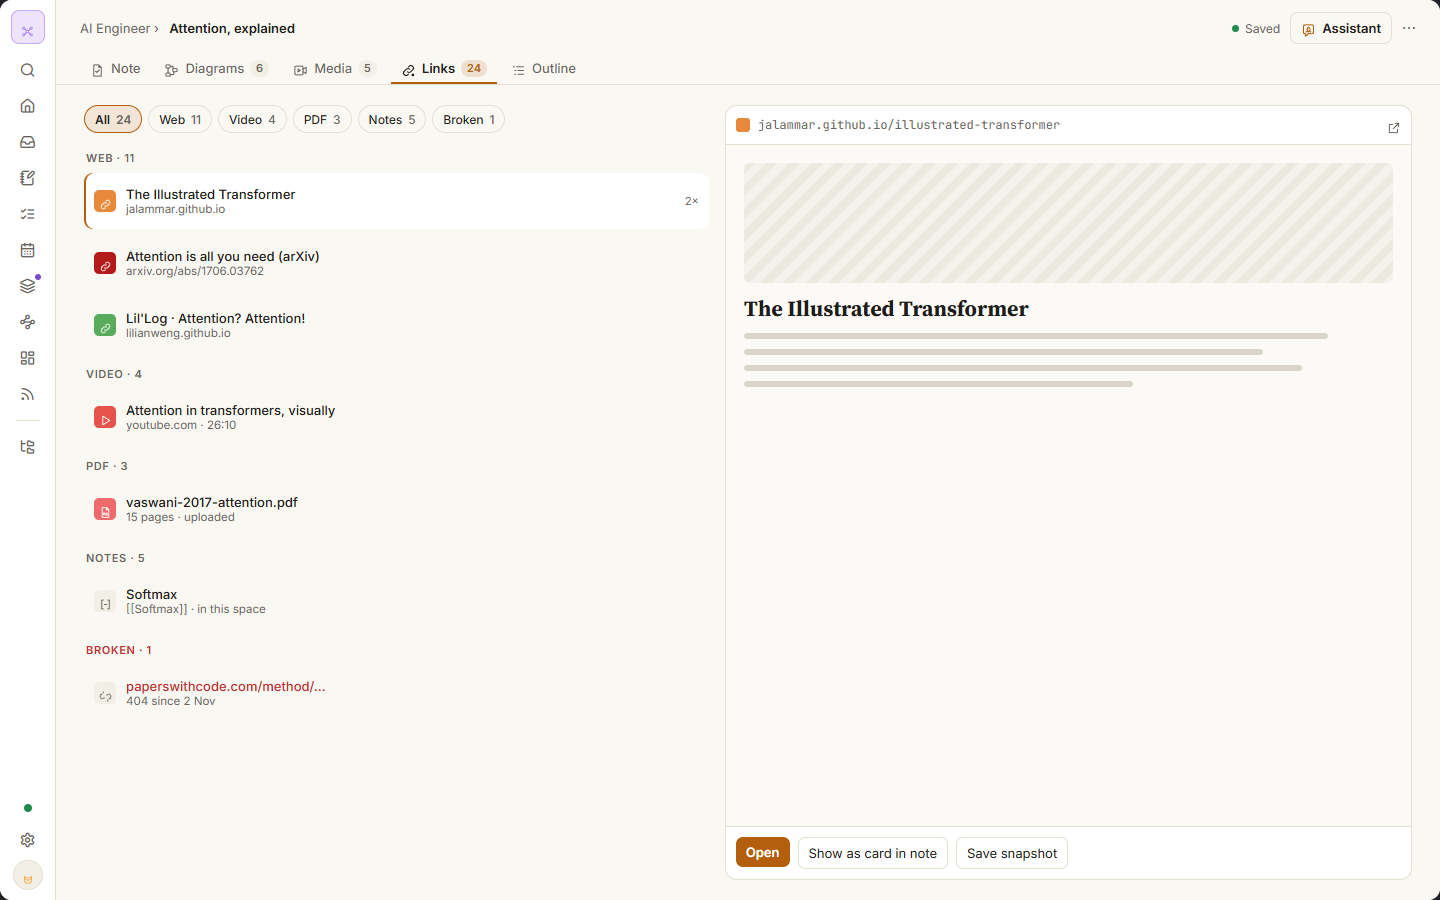 AI Engineer › Attention, explained
Saved
Assistant
Note
Diagrams 6
Media 5
Links 24
Outline
All 24
Web 11
Video 4
PDF 3
Notes 5
Broken 1
WEB · 11
The Illustrated Transformer
jalammar.github.io
2×
Attention is all you need (arXiv)
arxiv.org/abs/1706.03762
Lil'Log · Attention? Attention!
lilianweng.github.io
VIDEO · 4
Attention in transformers, visually
youtube.com · 26:10
PDF · 3
vaswani-2017-attention.pdf
15 pages · uploaded
NOTES · 5
Softmax
[[Softmax]] · in this space
BROKEN · 1
paperswithcode.com/method/...
404 since 2 Nov
jalammar.github.io/illustrated-transformer
The Illustrated Transformer
Open
Show as card in note
Save snapshot